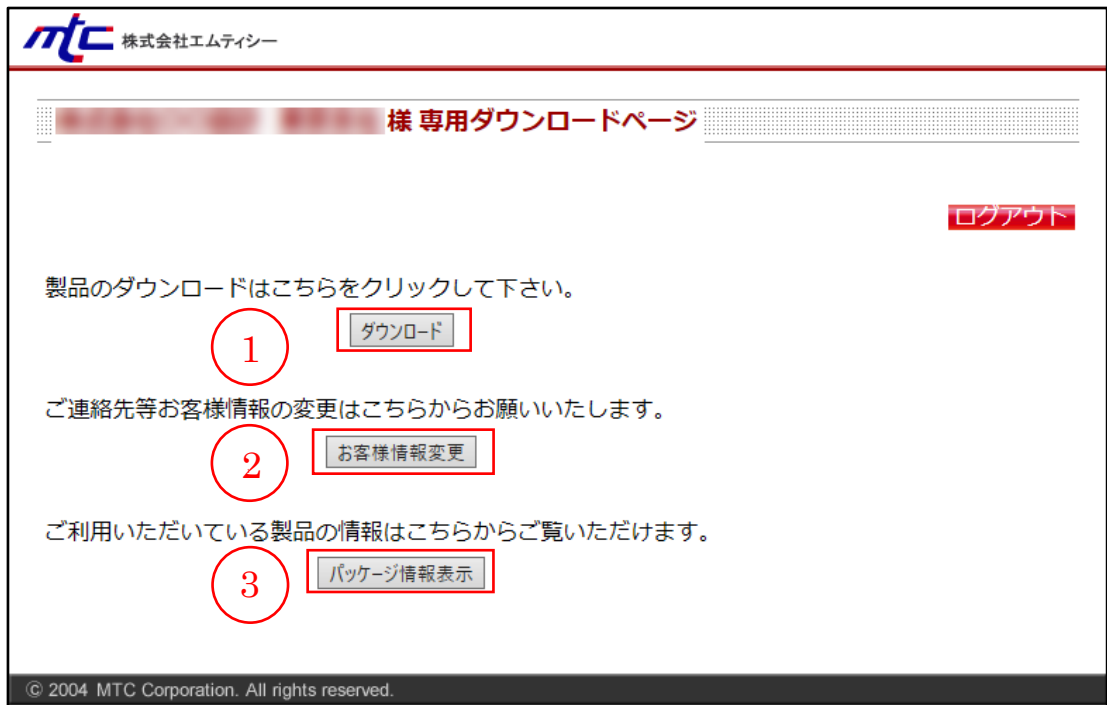 mtc 株式会社エムティシー
様 専用ダウンロードページ
ログアウト
製品のダウンロードはこちらをクリックして下さい。
1 ダウンロード
ご連絡先等お客様情報の変更はこちらからお願いいたします。
2 お客様情報変更
ご利用いただいている製品の情報はこちらからご覧いただけます。
3 パッケージ情報表示
© 2004 MTC Corporation. All rights reserved.